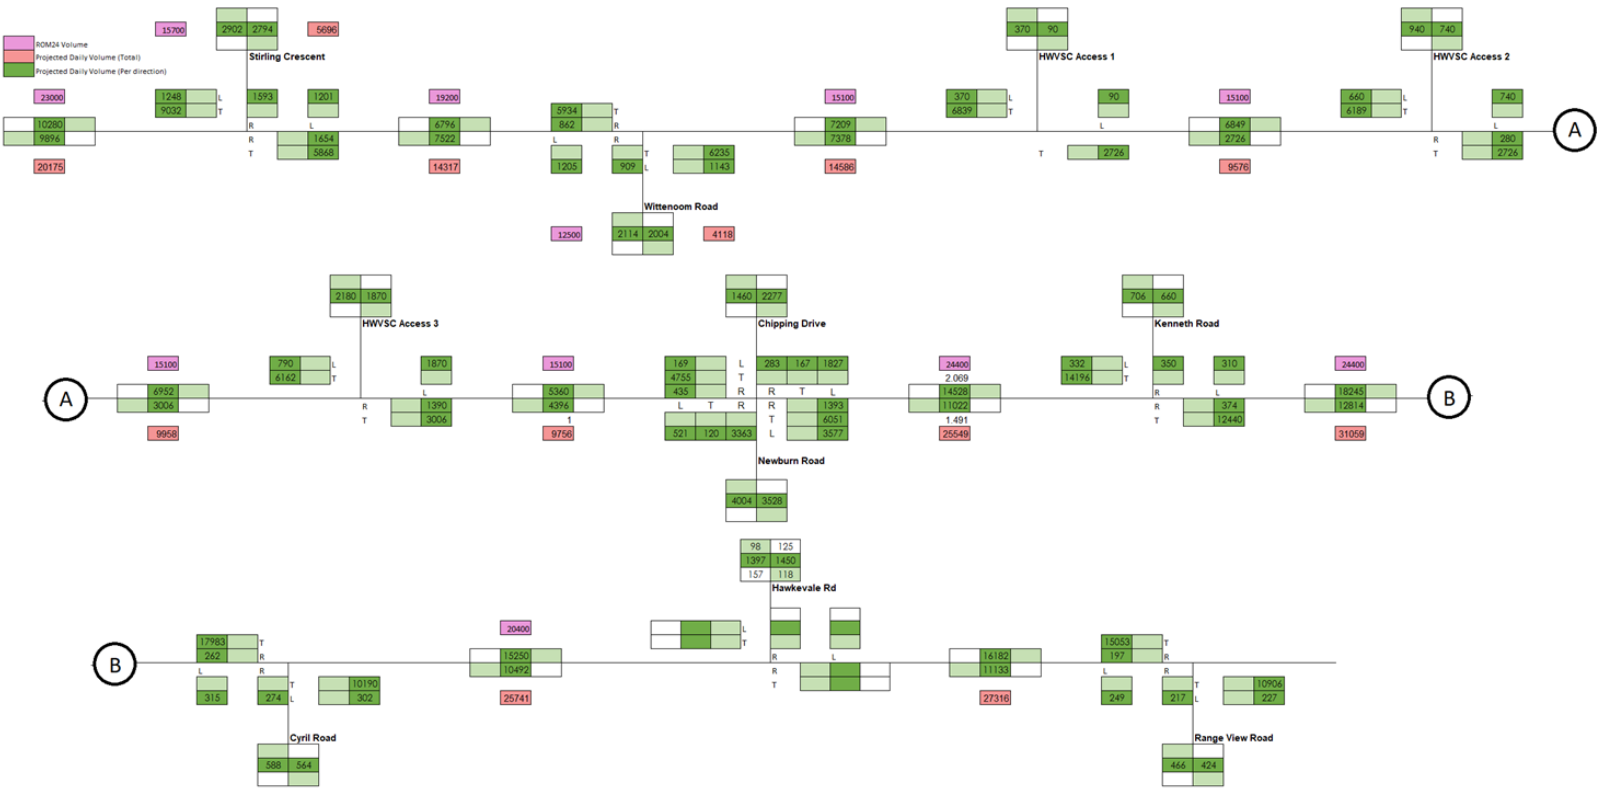 15700 2902 2794 5696
ROM24 Volume
Projected Daily Volume (Total)
Projected Daily Volume (Per direction)
Stirling Crescent
370 90
HWVSC Access 1
940 740
HWVSC Access 2
23000 1248 L 1593 1201 19200 15100 370 L 90 15100 660 L 740
9032 T 5934 T 6839 T 6189 T
10280 R L 6796 862 R 7209 L 6849 L
9896 R 1654 7522 L R 7378 2726 R 280
T 5868 T 6235 T 2726 T 2726
A
20175 14317 1205 909 L 1143 14586 9576
Wittenoom Road
12500 2114 2004 4118
2180 1870
HWVSC Access 3
1460 2277
Chipping Drive
706 660
Kenneth Road
15100 790 L 1870 15100 169 L 283 167 1827 24400 332 L 350 310 24400
6162 T 4755 T 2.069 14196 T
A
6952 L 5360 435 R R T L 14528 R L 18245
3006 R 1390 4396 L T R R 1393 11022 R 374 12814
B
T 3006 1 T 6051 1.491 T 12440
9958 9756 521 120 3363 L 3577 25549 31059
Newburn Road
4004 3528
98 125
1397 1450
157 118
Hawkevale Rd
20400 L
17983 T T 15053 T
262 R 15250 R L 16182 197 R
B
L R 10492 R 11133 L R
T 10190 T T 10906
315 274 L 302 25741 27316 249 217 L 227
Cyril Road
588 564
Range View Road
466 424